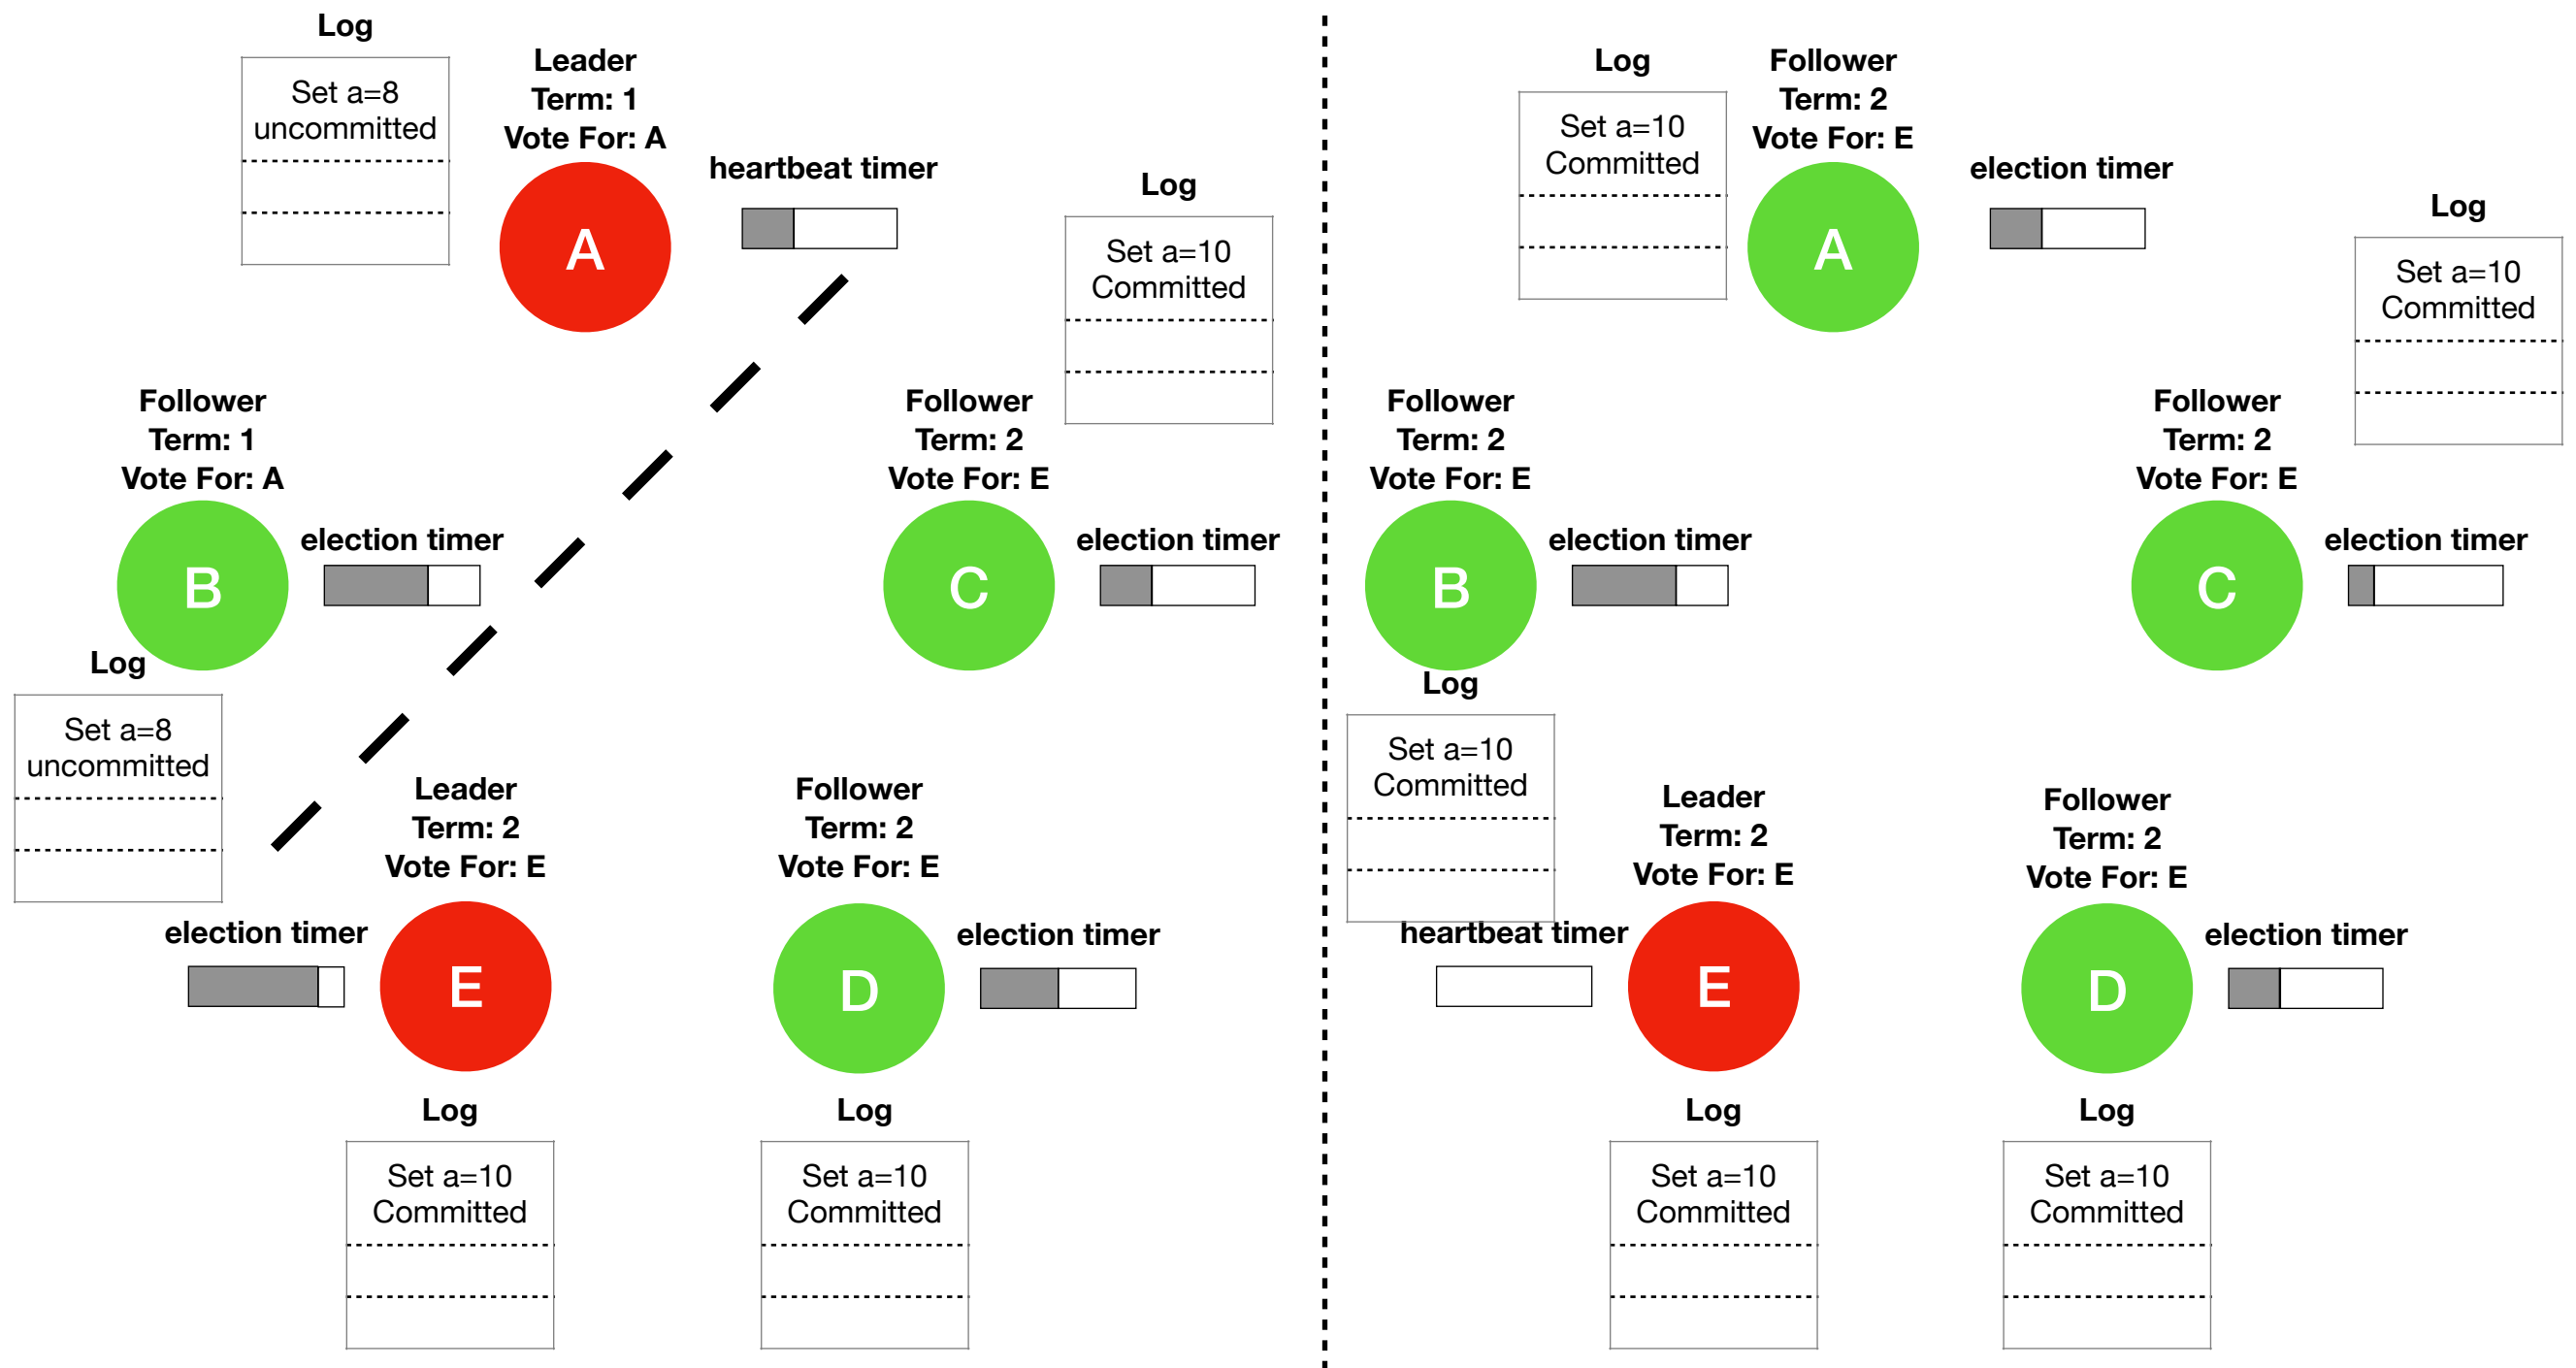 Log
Set a=8
uncommitted
Leader
Term: 1
Vote For: A
A
heartbeat timer
Log
Set a=10
Committed
Follower
Term: 1
Vote For: A
B
election timer
Log
Set a=8
uncommitted
Follower
Term: 2
Vote For: E
C
election timer
Leader
Term: 2
Vote For: E
election timer
E
Log
Set a=10
Committed
Follower
Term: 2
Vote For: E
D
election timer
Log
Set a=10
Committed
Log
Set a=10
Committed
Follower
Term: 2
Vote For: E
A
election timer
Log
Set a=10
Committed
Follower
Term: 2
Vote For: E
B
election timer
Log
Set a=10
Committed
Follower
Term: 2
Vote For: E
C
election timer
Leader
Term: 2
Vote For: E
heartbeat timer
E
Log
Set a=10
Committed
Follower
Term: 2
Vote For: E
D
election timer
Log
Set a=10
Committed